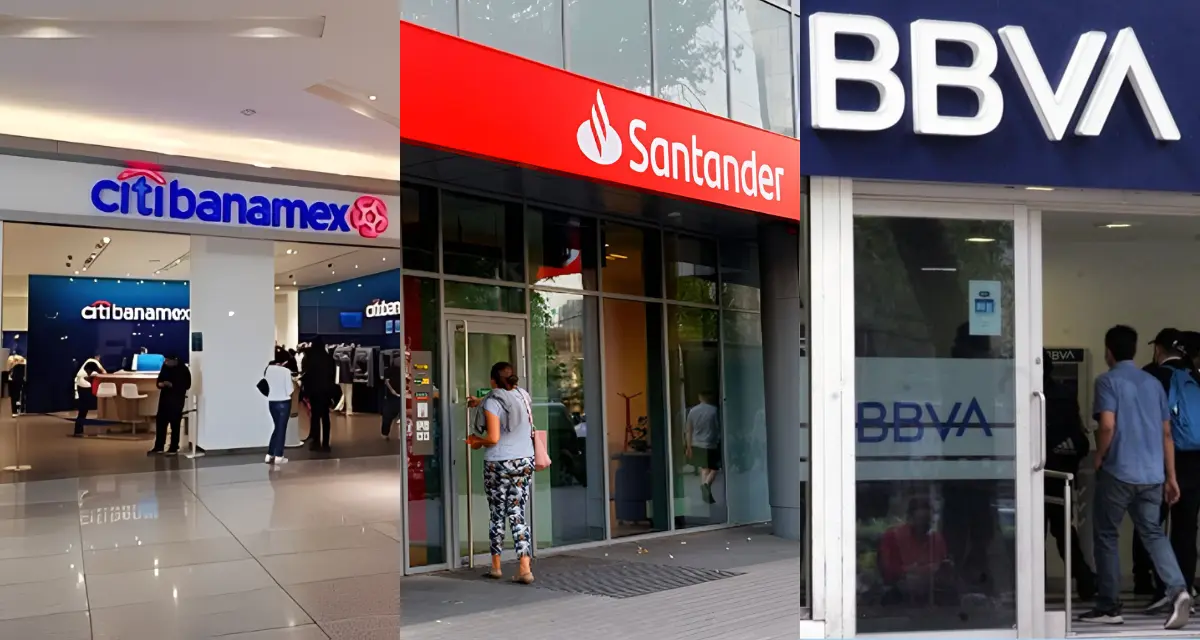 citibanamex
citibanamex
citiban
Santander
BBVA
BBVA
BBVA